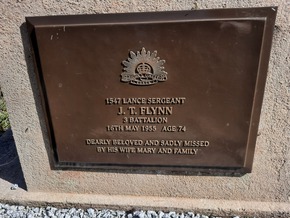 1547 LANCE SERGEANT
J. T. FLYNN
3 BATTALION
16TH MAY 1955 AGE 74
DEARLY BELOVED AND SADLY MISSED
BY HIS WIFE MARY AND FAMILY